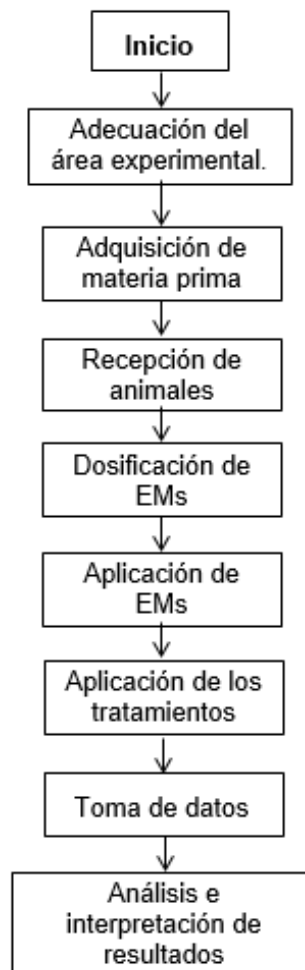 Inicio
Adecuación del
área experimental.
Adquisición de
materia prima
Recepción de
animales
Dosificación de
EMs
Aplicación de
EMs
Aplicación de los
tratamientos
Toma de datos
Análisis e
interpretación de
resultados